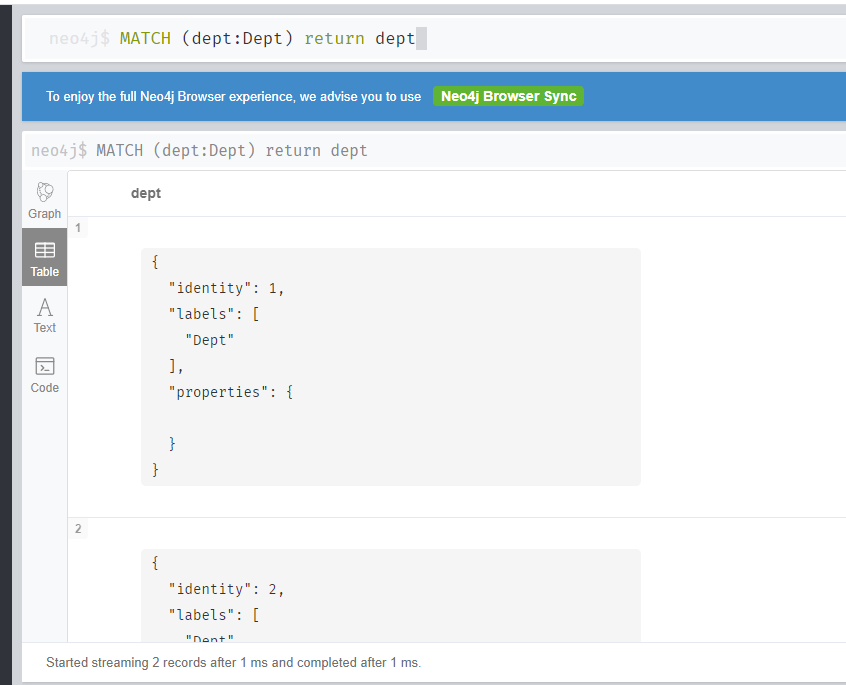 neo4j$ MATCH (dept:Dept) return dept
To enjoy the full Neo4j Browser experience, we advise you to use Neo4j Browser Sync
neo4j$ MATCH (dept:Dept) return dept
Graph
Table
Text
Code
dept
1
{
"identity": 1,
"labels": [
"Dept"
],
"properties": {
}
}
2
{
"identity": 2,
"labels": [
"Dept"
Started streaming 2 records after 1 ms and completed after 1 ms.